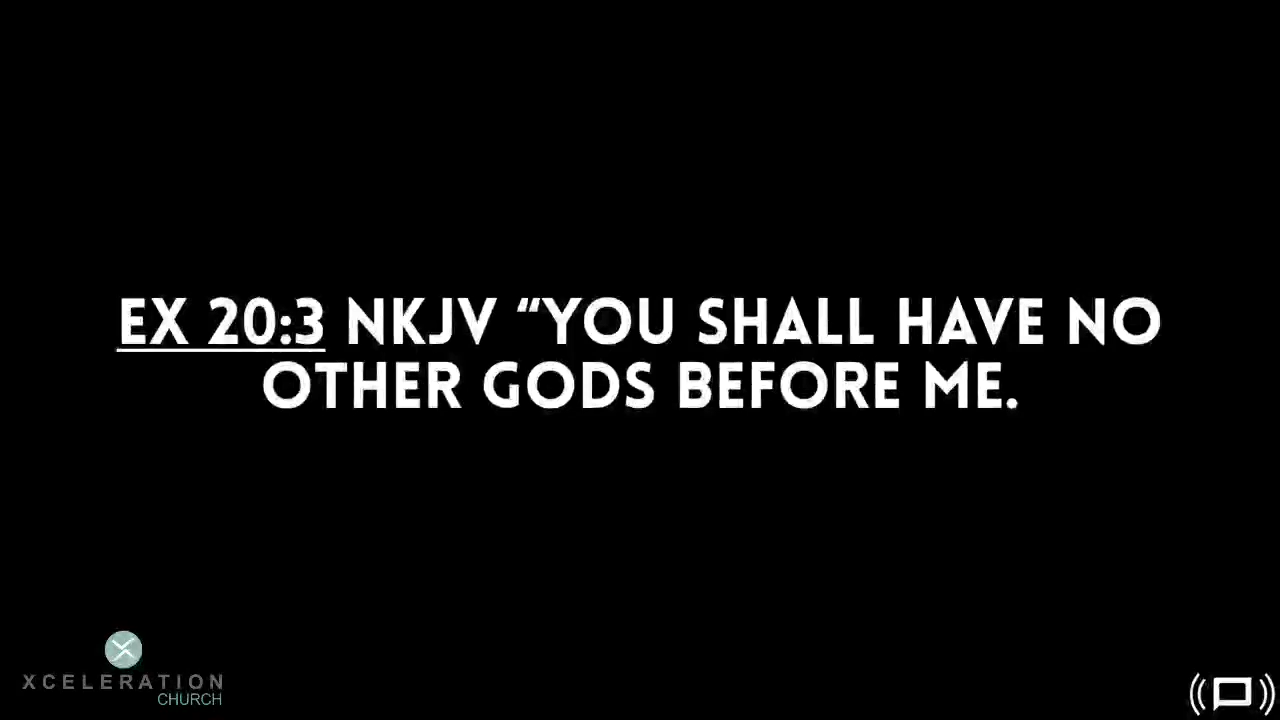 EX 20:3 NKJV “YOU SHALL HAVE NO
OTHER GODS BEFORE ME.
XCELERATION
CHURCH